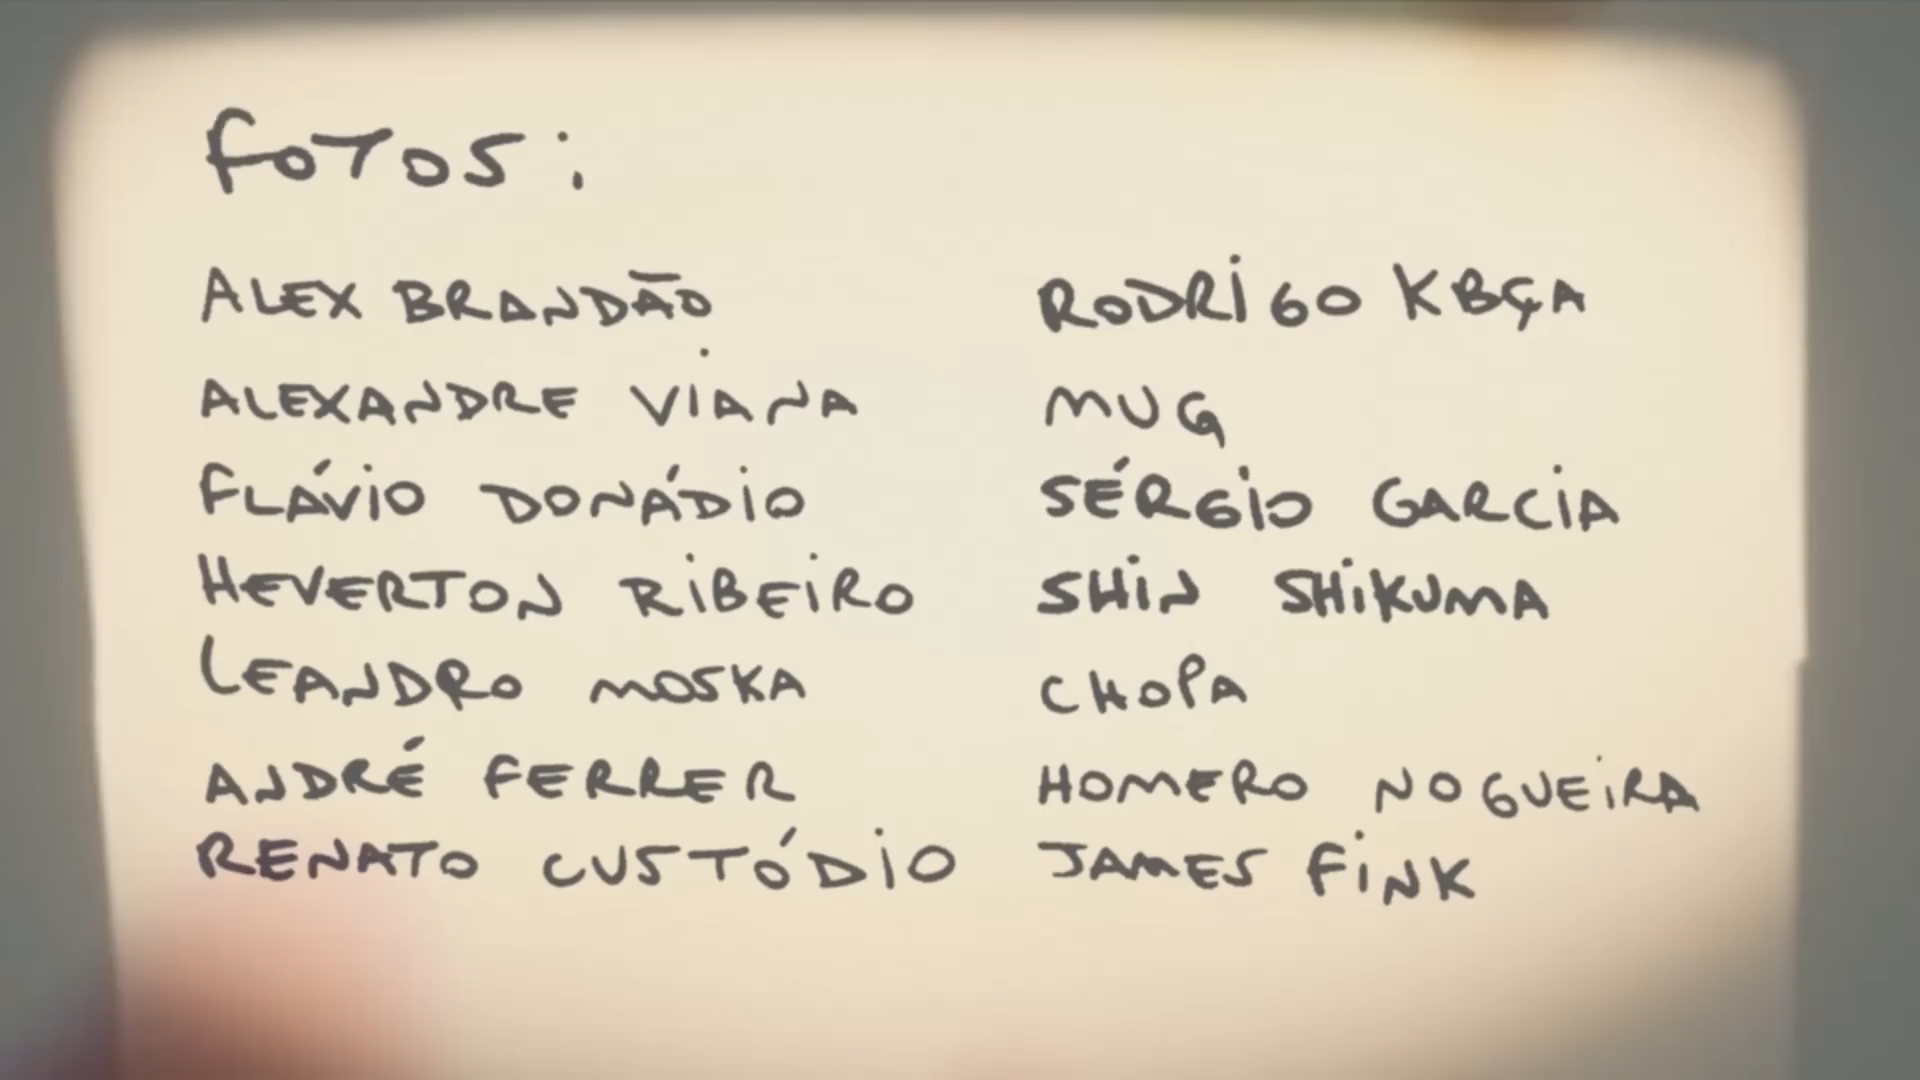 FOTOS:
ALEX BRANDÃO
ALEXANDRE VIANA
FLÁVIO DONÁDIO
HEVERTON RIBEIRO
LEANDRO MOSKA
ANDRÉ FERRER
RENATO CUSTÓDIO
RODRIGO KBÇA
MUG
SÉRGIO GARCIA
SHIN SHIKUMA
CHOPA
HOMERO NOGUEIRA
JAMES FINK